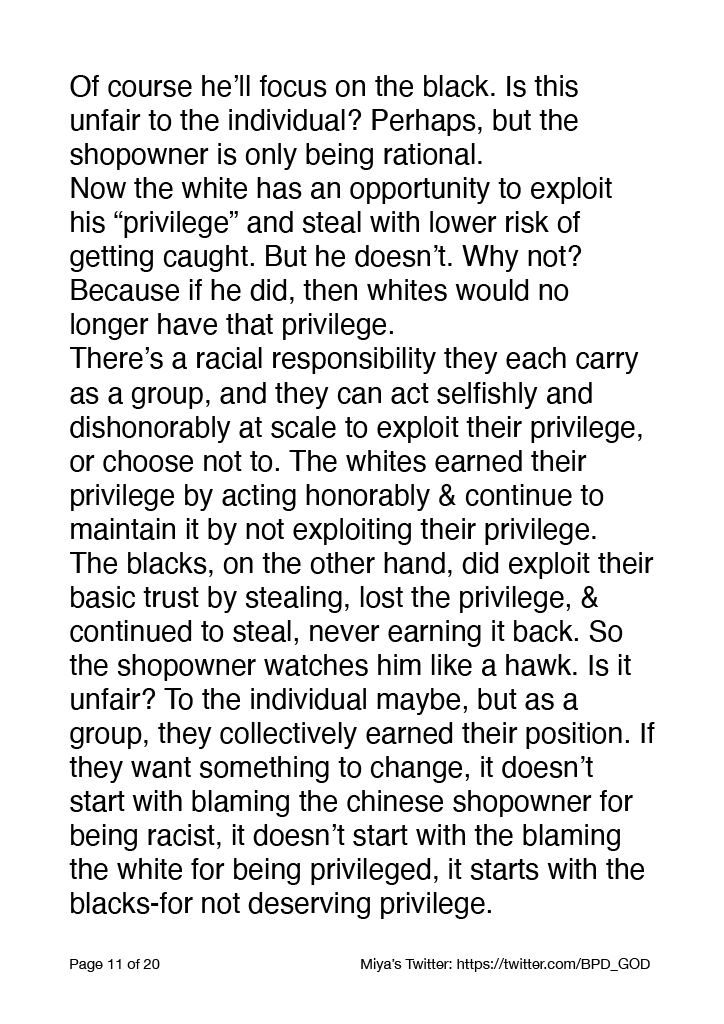 Of course he’ll focus on the black. Is this
unfair to the individual? Perhaps, but the
shopowner is only being rational.
Now the white has an opportunity to exploit
his “privilege” and steal with lower risk of
getting caught. But he doesn’t. Why not?
Because if he did, then whites would no
longer have that privilege.
There’s a racial responsibility they each carry
as a group, and they can act selfishly and
dishonorably at scale to exploit their privilege,
or choose not to. The whites earned their
privilege by acting honorably & continue to
maintain it by not exploiting their privilege.
The blacks, on the other hand, did exploit their
basic trust by stealing, lost the privilege, &
continued to steal, never earning it back. So
the shopowner watches him like a hawk. Is it
unfair? To the individual maybe, but as a
group, they collectively earned their position. If
they want something to change, it doesn’t
start with blaming the chinese shopowner for
being racist, it doesn’t start with the blaming
the white for being privileged, it starts with the
blacks-for not deserving privilege.
Page 11 of 20
Miya’s Twitter: https://twitter.com/BPD_GOD